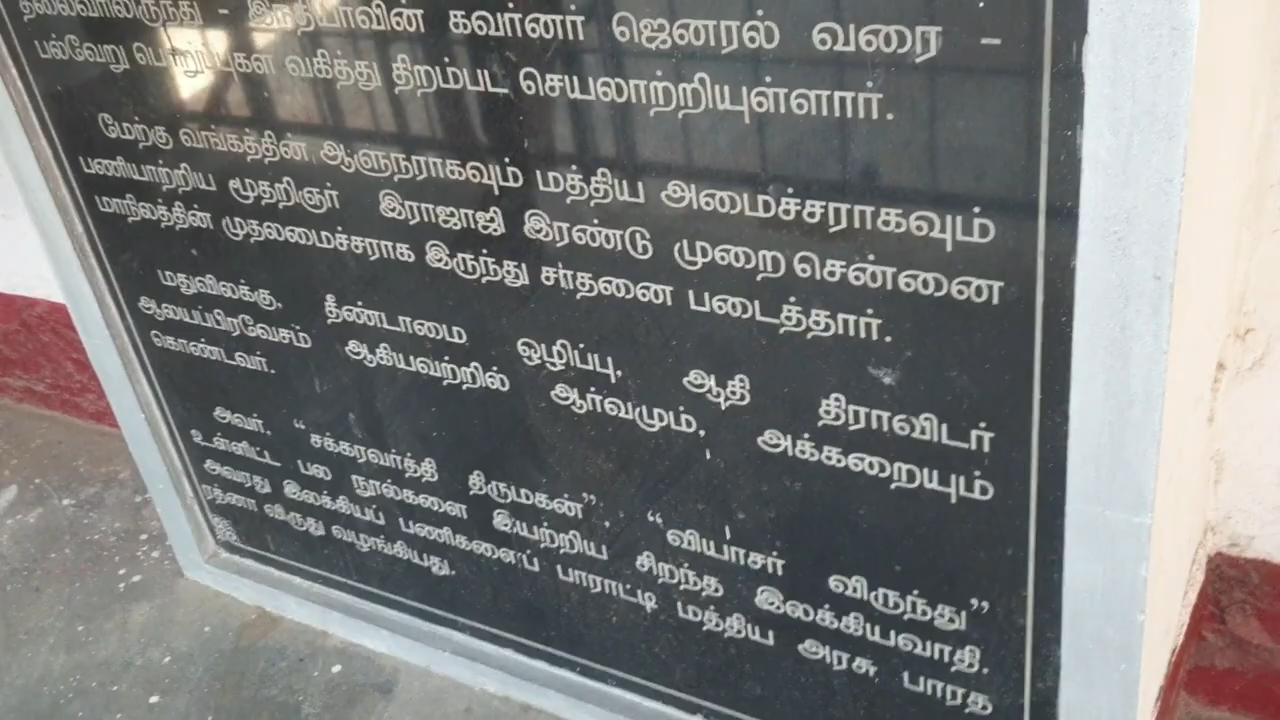 தலைவரிலிருந்து - இந்தியாவின் கவர்னர் ஜெனரல் வரை -
பல்வேறு பொறுப்புகள் வகித்து திறம்பட செயலாற்றியுள்ளார்.
மேற்கு வங்கத்தின் ஆளுநராகவும் மத்திய அமைச்சராகவும்
பணியாற்றிய மூதறிஞர் இராஜாஜி இரண்டு முறை சென்னை
மாநிலத்தின் முதலமைச்சராக இருந்து சாதனை படைத்தார்.
மதுவிலக்கு, தீண்டாமை ஒழிப்பு, ஆதி திராவிடர்
ஆலயப்பிரவேசம் ஆகியவற்றில் ஆர்வமும், அக்கறையும்
கொண்டவர்.
அவர், “சக்கரவர்த்தி திருமகன்”, “வியாசர் விருந்து”
உள்ளிட்ட பல நூல்களை இயற்றிய சிறந்த இலக்கியவாதி.
அவரது இலக்கியப் பணிகளைப் பாராட்டி மத்திய அரசு பாரத
ரத்னா விருது வழங்கியது.